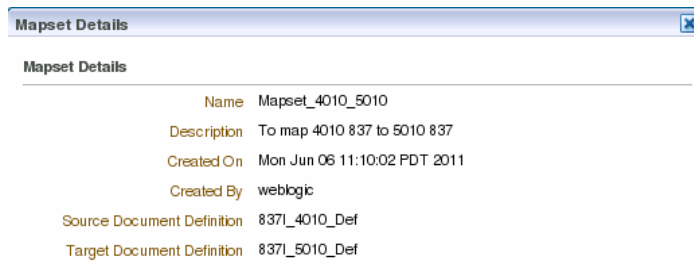 Mapset Details
Mapset Details
Name Mapset_4010_5010
Description To map 4010 837 to 5010 837
Created On Mon Jun 06 11:10:02 PDT 2011
Created By weblogic
Source Document Definition 837I_4010_Def
Target Document Definition 837I_5010_Def